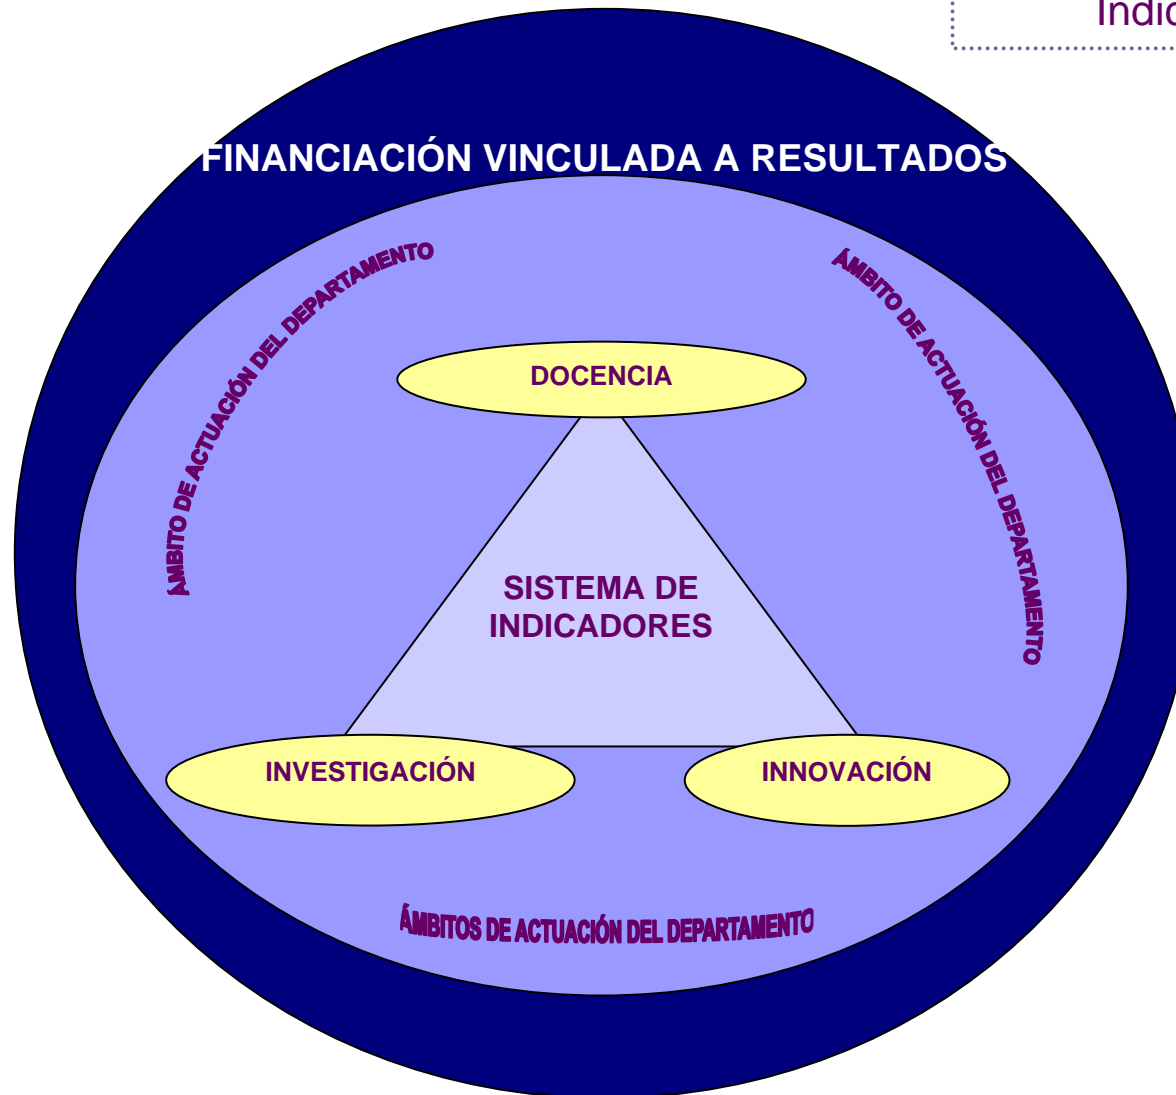 Indic
FINANCIACIÓN VINCULADA A RESULTADOS
ÁMBITO DE ACTUACIÓN DEL DEPARTAMENTO
ÁMBITO DE ACTUACIÓN DEL DEPARTAMENTO
DOCENCIA
SISTEMA DE
INDICADORES
INVESTIGACIÓN
INNOVACIÓN
ÁMBITOS DE ACTUACIÓN DEL DEPARTAMENTO